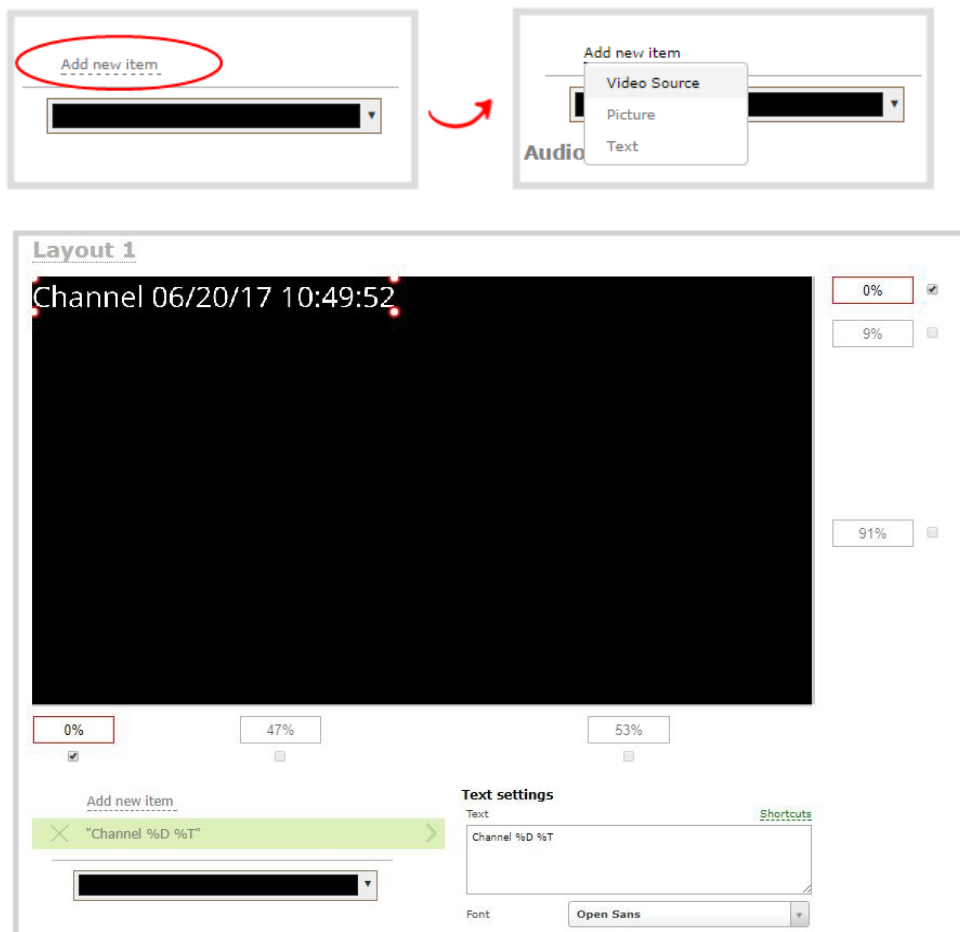 Add new item
Add new item
Video Source
Picture
Text
Audio
Layout 1
Channel 06/20/17 10:49:52
0%
9%
91%
0% 47% 53%
Add new item
"Channel %D %T"
Text settings
Text Shortcuts
Channel %D %T
Font Open Sans